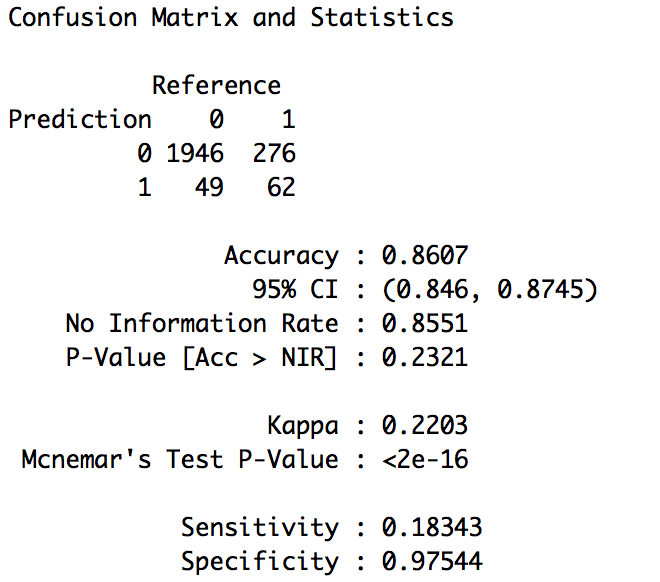 Confusion Matrix and Statistics
Reference
Prediction 0 1
0 1946 276
1 49 62
Accuracy : 0.8607
95% CI : (0.846, 0.8745)
No Information Rate : 0.8551
P-Value [Acc > NIR] : 0.2321
Kappa : 0.2203
Mcnemar's Test P-Value : <2e-16
Sensitivity : 0.18343
Specificity : 0.97544